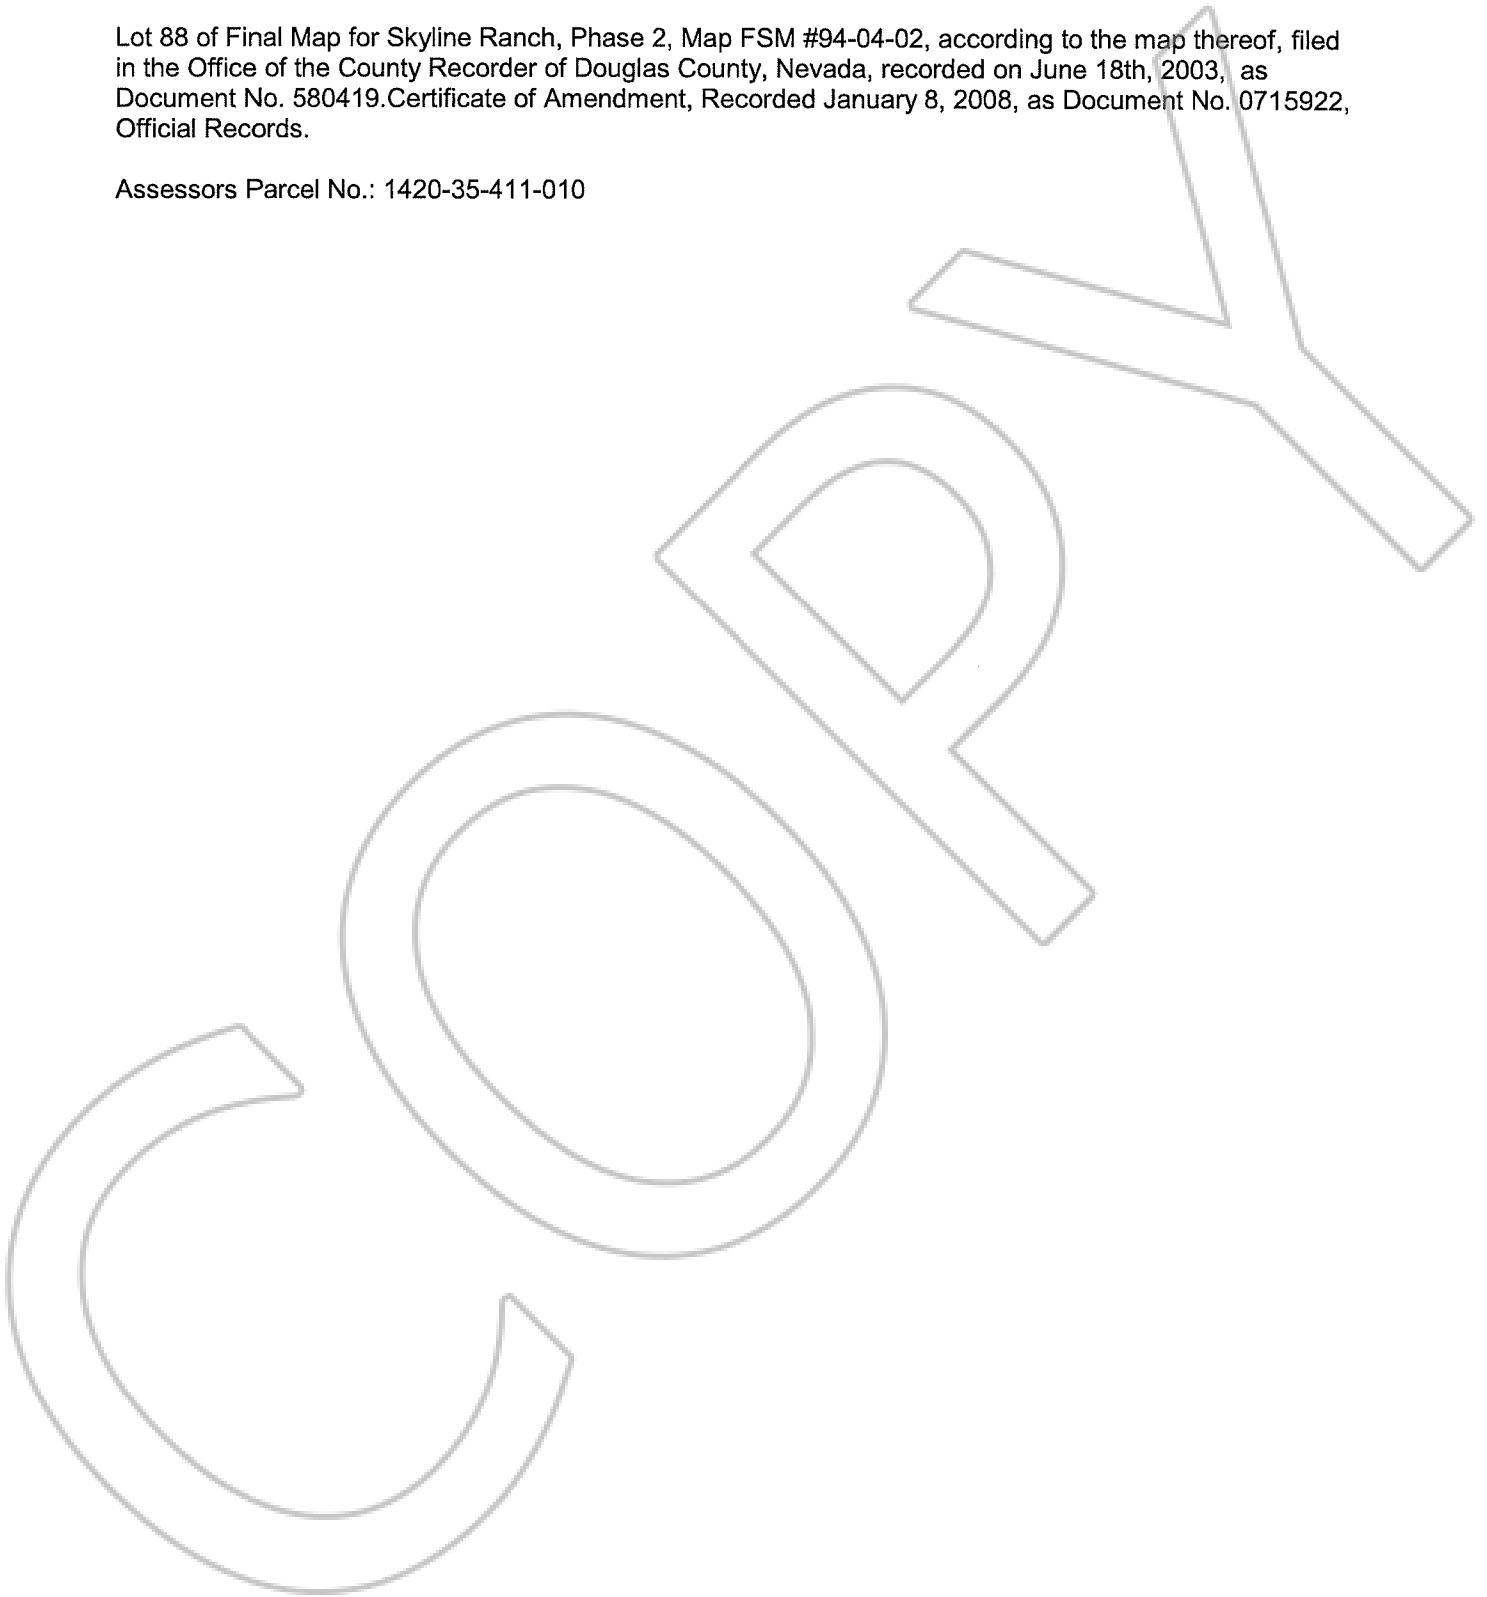 Lot 88 of Final Map for Skyline Ranch, Phase 2, Map FSM #94-04-02, according to the map thereof, filed
in the Office of the County Recorder of Douglas County, Nevada, recorded on June 18th, 2003,  as
Document No. 580419.Certificate of Amendment, Recorded January 8, 2008, as Document No. 0715922,
Official Records.
Assessors Parcel No.: 1420-35-411-010
COPY